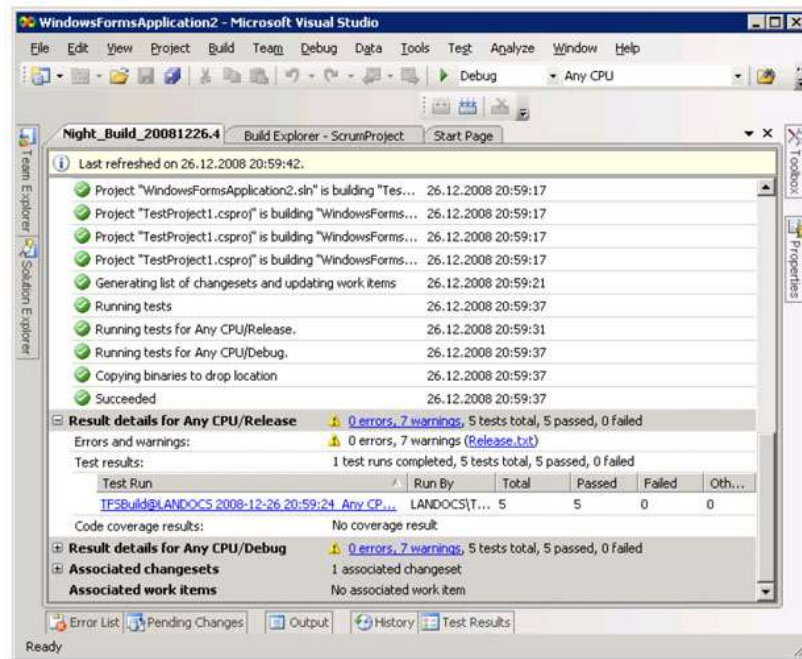 WindowsFormsApplication2 - Microsoft Visual Studio
File Edit View Project Build Team Debug Data Tools Test Analyze Window Help
Debug Any CPU
Night_Build_20081226.4 Build Explorer - ScrumProject Start Page
Team Explorer
Solution Explorer
Toolbox
Properties
Last refreshed on 26.12.2008 20:59:42.
Project "WindowsFormsApplication2.sln" is building "Tes... 26.12.2008 20:59:17
Project "TestProject1.csproj" is building "WindowsForms... 26.12.2008 20:59:17
Project "TestProject1.csproj" is building "WindowsForms... 26.12.2008 20:59:17
Project "TestProject1.csproj" is building "WindowsForms... 26.12.2008 20:59:17
Generating list of changesets and updating work items 26.12.2008 20:59:21
Running tests 26.12.2008 20:59:37
Running tests for Any CPU/Release. 26.12.2008 20:59:31
Running tests for Any CPU/Debug. 26.12.2008 20:59:37
Copying binaries to drop location 26.12.2008 20:59:37
Succeeded 26.12.2008 20:59:37
Result details for Any CPU/Release 0 errors, 7 warnings, 5 tests total, 5 passed, 0 failed
Errors and warnings: 0 errors, 7 warnings (Release.txt)
Test results: 1 test runs completed, 5 tests total, 5 passed, 0 failed
Test Run Run By Total Passed Failed Oth...
TFSBuild@LANDOCS 2008-12-26 20:59:24_Any CP... LANDOCS\T... 5 5 0 0
Code coverage results: No coverage result
Result details for Any CPU/Debug 0 errors, 7 warnings, 5 tests total, 5 passed, 0 failed
Associated changesets 1 associated changeset
Associated work items No associated work item
Error List Pending Changes Output History Test Results
Ready